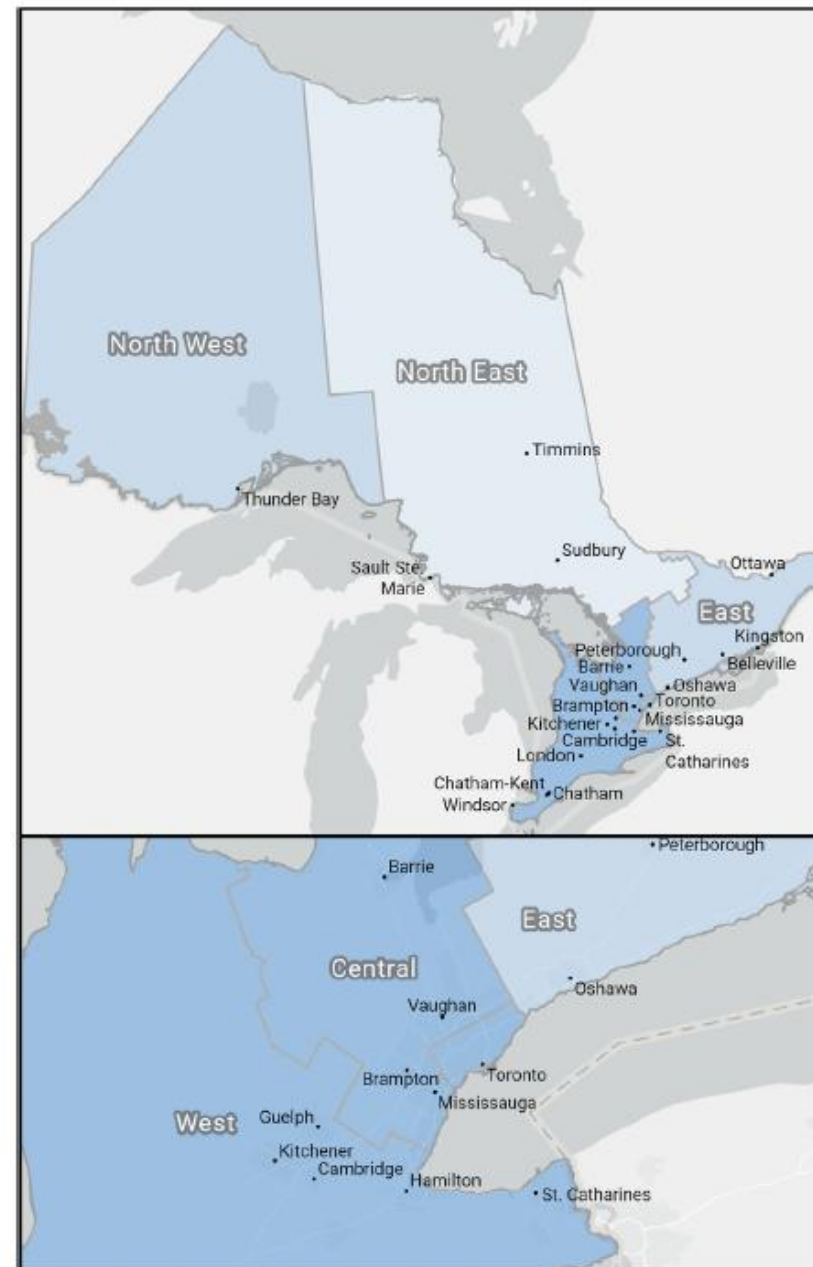 North West
North East
Timmins
Thunder Bay
Sudbury
Sault Ste.
Marie
Ottawa
East
Kingston
Peterborough
Belleville
Barrie
Vaughan
Oshawa
Brampton
Toronto
Kitchener
Mississauga
Cambridge
St.
Catharines
London
Chatham-Kent
Chatham
Windsor
Peterborough
Barrie
East
Central
Oshawa
Vaughan
Brampton
Toronto
Mississauga
West
Guelph
Kitchener
Cambridge
Hamilton
St. Catharines